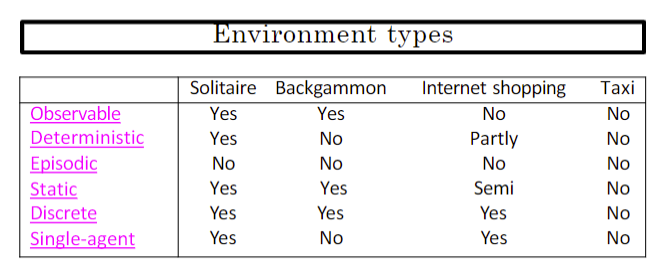 Environment types
Solitaire Backgammon Internet shopping Taxi
Observable Yes Yes No No
Deterministic Yes No Partly No
Episodic No No No No
Static Yes Yes Semi No
Discrete Yes Yes Yes No
Single-agent Yes No Yes No